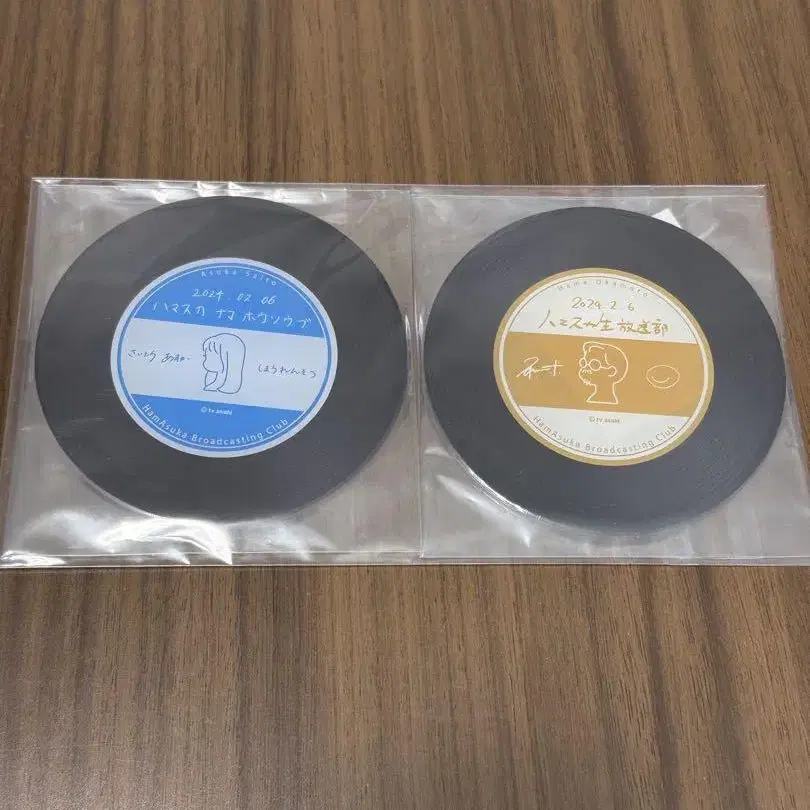 Asuka Saito
2024.02.06
ハマスカ ナマ ホウソウブ
さいとう あすか
しょうれんそう
© tv asahi
HamAsuka Broadcasting Club
Hama Okamoto
2024.2.6
ハマスカ生放送部
© tv asahi
HamAsuka Broadcasting Club